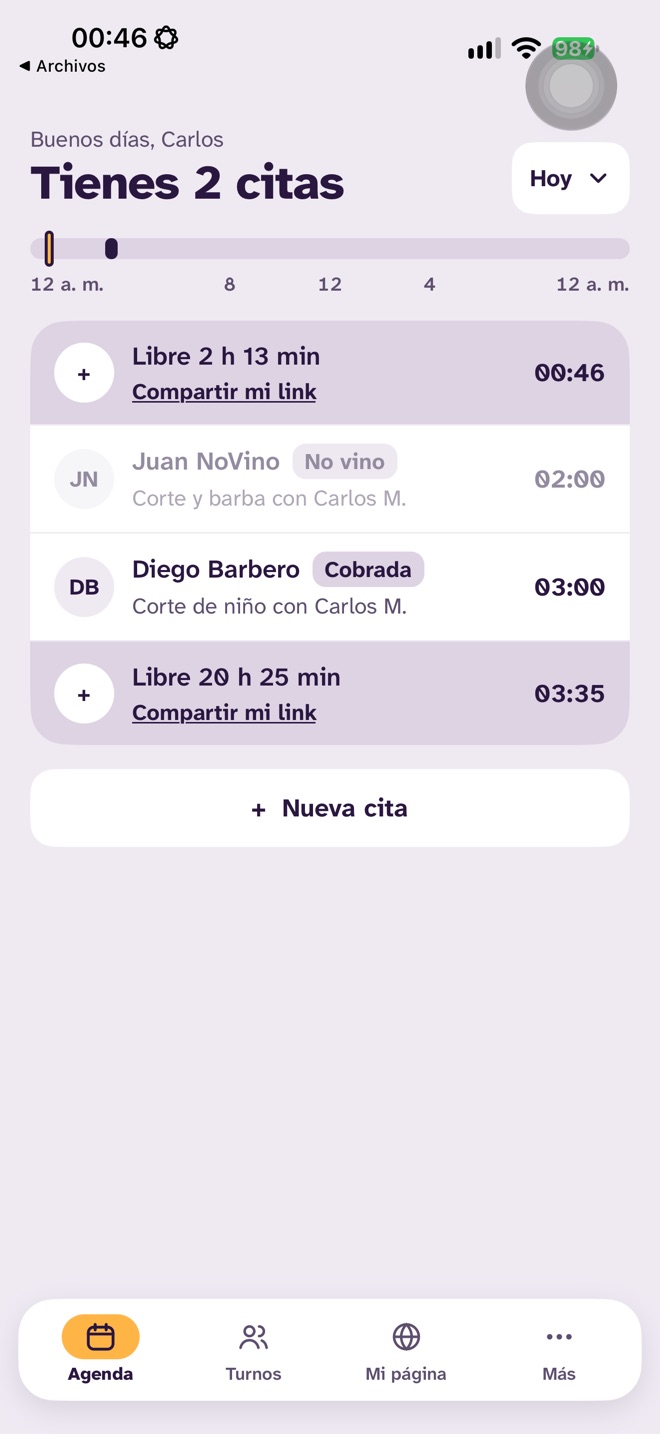 00:46
98
◀ Archivos
Buenos días, Carlos
Tienes 2 citas
Hoy
12 a. m. 8 12 4 12 a. m.
+ Libre 2 h 13 min 00:46
Compartir mi link
JN Juan NoVino No vino 02:00
Corte y barba con Carlos M.
DB Diego Barbero Cobrada 03:00
Corte de niño con Carlos M.
+ Libre 20 h 25 min 03:35
Compartir mi link
+ Nueva cita
Agenda Turnos Mi página Más